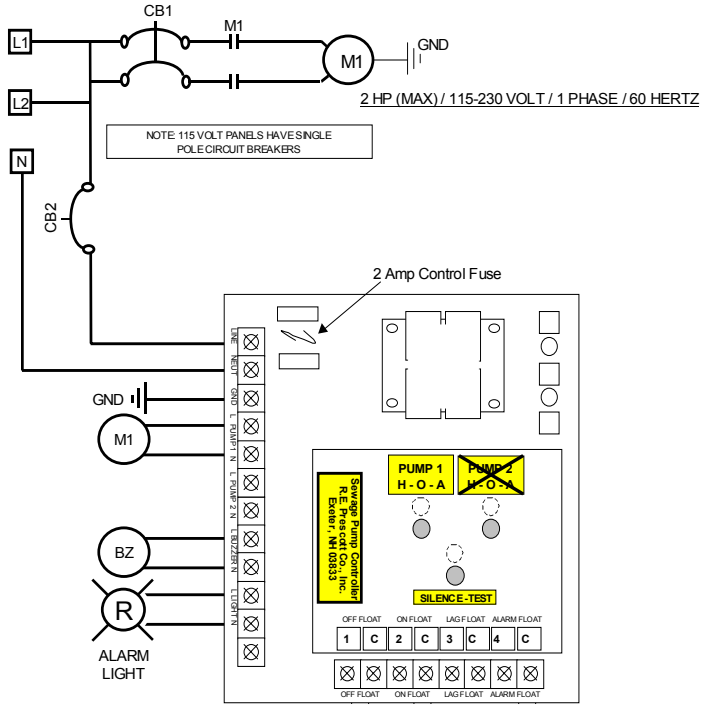 CB1
L1
M1
M1
GND
L2
2 HP (MAX) / 115-230 VOLT / 1 PHASE / 60 HERTZ
NOTE: 115 VOLT PANELS HAVE SINGLE
POLE CIRCUIT BREAKERS
N
CB2
2 Amp Control Fuse
LINE
NEUT
GND
GND
L PUMP 1 N
M1
L PUMP 2 N
L BUZZER N
BZ
L LIGHT N
R
ALARM
LIGHT
PUMP 1
H - O - A
PUMP 2
H - O - A
Sewage Pump Controller
R.E. Prescott Co., Inc.
Exeter, NH 03833
SILENCE-TEST
OFF FLOAT ON FLOAT LAG FLOAT ALARM FLOAT
1 C 2 C 3 C 4 C
OFF FLOAT ON FLOAT LAG FLOAT ALARM FLOAT